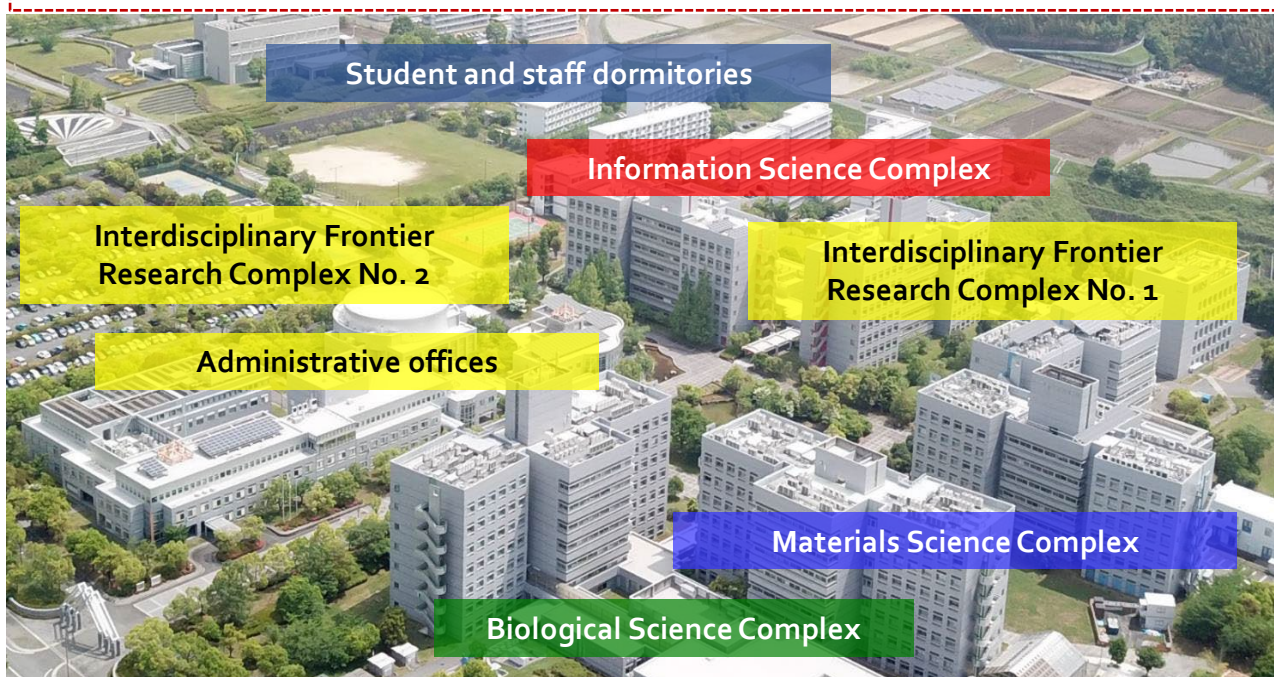 Student and staff dormitories
Information Science Complex
Interdisciplinary Frontier
Research Complex No. 2
Interdisciplinary Frontier
Research Complex No. 1
Administrative offices
Materials Science Complex
Biological Science Complex